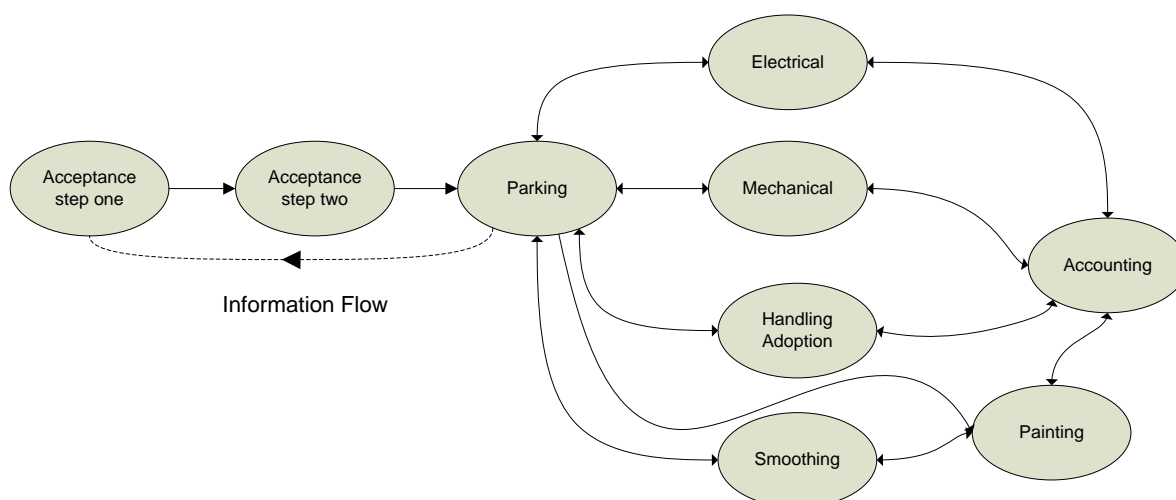 Electrical
Acceptance
step one
Acceptance
step two
Parking
Mechanical
Accounting
Information Flow
Handling
Adoption
Smoothing
Painting